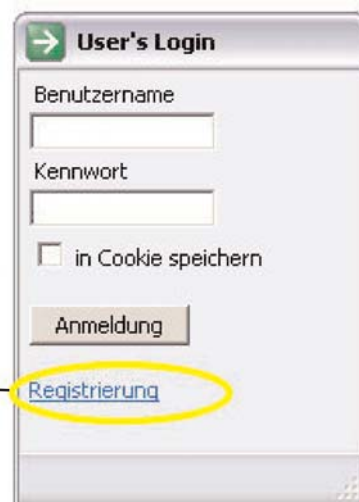 User's Login
Benutzername
Kennwort
in Cookie speichern
Anmeldung
Registrierung